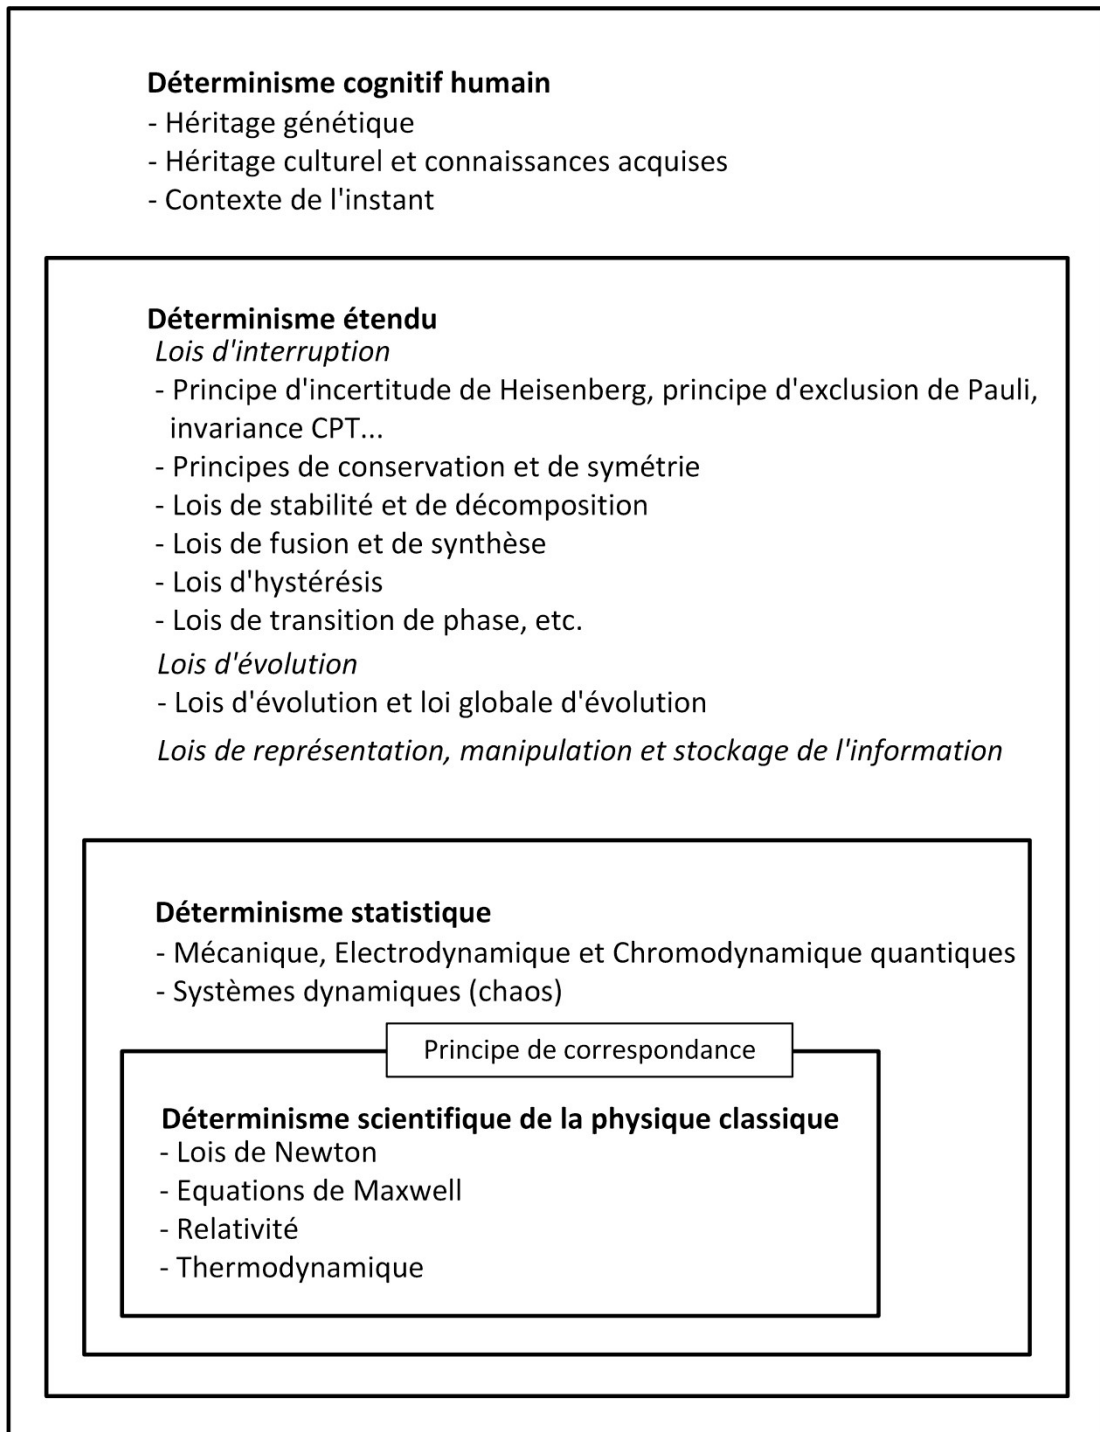 Déterminisme cognitif humain
- Héritage génétique
- Héritage culturel et connaissances acquises
- Contexte de l'instant
Déterminisme étendu
Lois d'interruption
- Principe d'incertitude de Heisenberg, principe d'exclusion de Pauli,
invariance CPT...
- Principes de conservation et de symétrie
- Lois de stabilité et de décomposition
- Lois de fusion et de synthèse
- Lois d'hystérésis
- Lois de transition de phase, etc.
Lois d'évolution
- Lois d'évolution et loi globale d'évolution
Lois de représentation, manipulation et stockage de l'information
Déterminisme statistique
- Mécanique, Electrodynamique et Chromodynamique quantiques
- Systèmes dynamiques (chaos)
Principe de correspondance
Déterminisme scientifique de la physique classique
- Lois de Newton
- Equations de Maxwell
- Relativité
- Thermodynamique